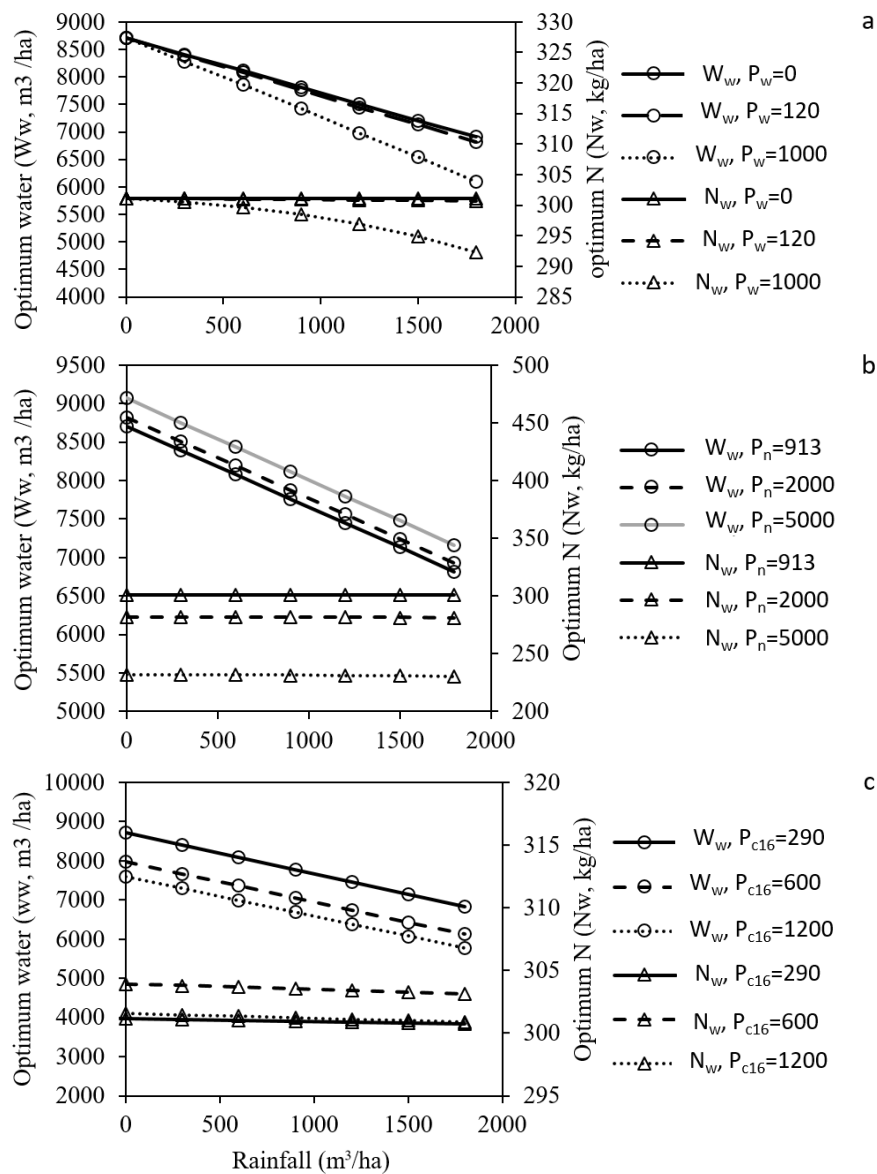 a
Optimum water (Ww, m3 /ha)
9000
8500
8000
7500
7000
6500
6000
5500
5000
4500
4000
330
325
320
315
310
305
300
295
290
285
optimum N (Nw, kg/ha)
0 500 1000 1500 2000
Ww, Pw=0
Ww, Pw=120
Ww, Pw=1000
Nw, Pw=0
Nw, Pw=120
Nw, Pw=1000
b
Optimum water (Ww, m3 /ha)
9500
9000
8500
8000
7500
7000
6500
6000
5500
5000
500
450
400
350
300
250
200
Optimum N (Nw, kg/ha)
0 500 1000 1500 2000
Ww, Pn=913
Ww, Pn=2000
Ww, Pn=5000
Nw, Pn=913
Nw, Pn=2000
Nw, Pn=5000
c
Optimum water (ww, m3 /ha)
10000
9000
8000
7000
6000
5000
4000
3000
2000
320
315
310
305
300
295
Optimum N (Nw, kg/ha)
0 500 1000 1500 2000
Rainfall (m³/ha)
Ww, Pc16=290
Ww, Pc16=600
Ww, Pc16=1200
Nw, Pc16=290
Nw, Pc16=600
Nw, Pc16=1200